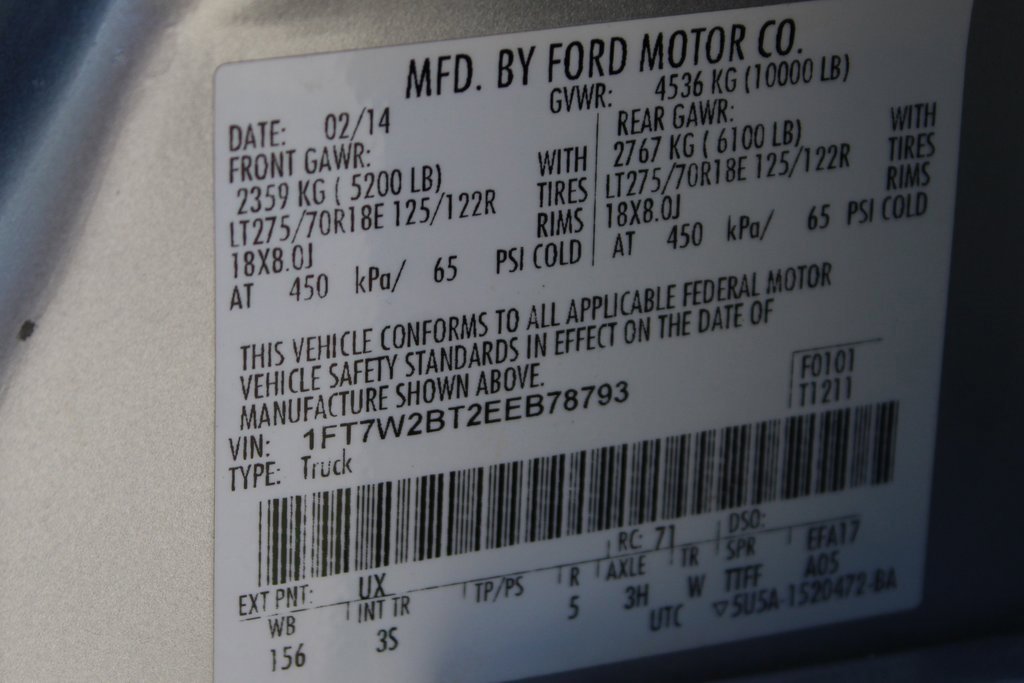 MFD. BY FORD MOTOR CO.
DATE: 02/14 GVWR: 4536 KG (10000 LB)
FRONT GAWR: REAR GAWR:
2359 KG ( 5200 LB) WITH 2767 KG ( 6100 LB) WITH
LT275/70R18E 125/122R TIRES LT275/70R18E 125/122R TIRES
18X8.0J RIMS 18X8.0J RIMS
AT 450 kPa/ 65 PSI COLD AT 450 kPa/ 65 PSI COLD
THIS VEHICLE CONFORMS TO ALL APPLICABLE FEDERAL MOTOR
VEHICLE SAFETY STANDARDS IN EFFECT ON THE DATE OF
MANUFACTURE SHOWN ABOVE.
VIN: 1FT7W2BT2EEB78793 F0101
TYPE: Truck T1211
EXT PNT: UX RC: 71 DSO:
WB INT TR TP/PS R AXLE TR SPR EFA17
156 3S 5 3H W TTFF A05
UTC ▽5U5A-1520472-BA